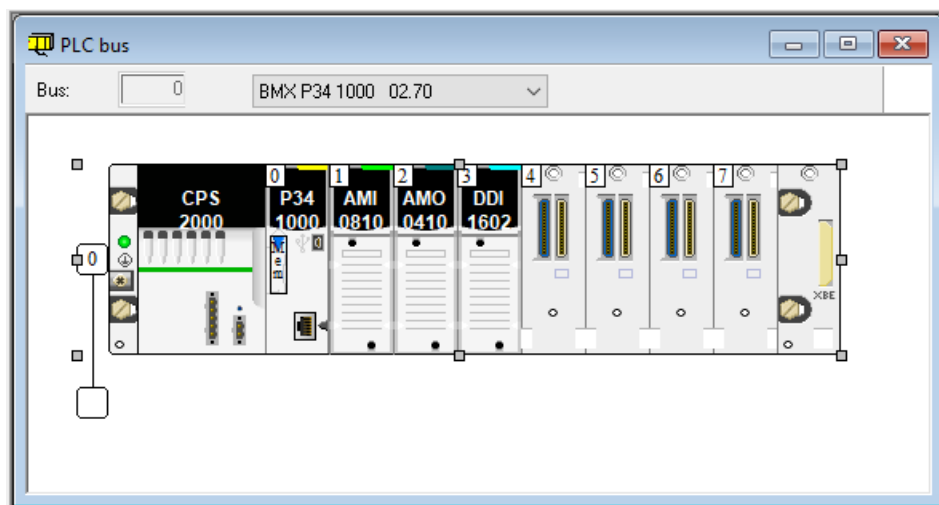 PLC bus
Bus: 0 BMX P34 1000 02.70
0 1 2 3 4 5 6 7
CPS 2000
P34 1000
AMI 0810
AMO 0410
DDI 1602
0
Mem
XBE